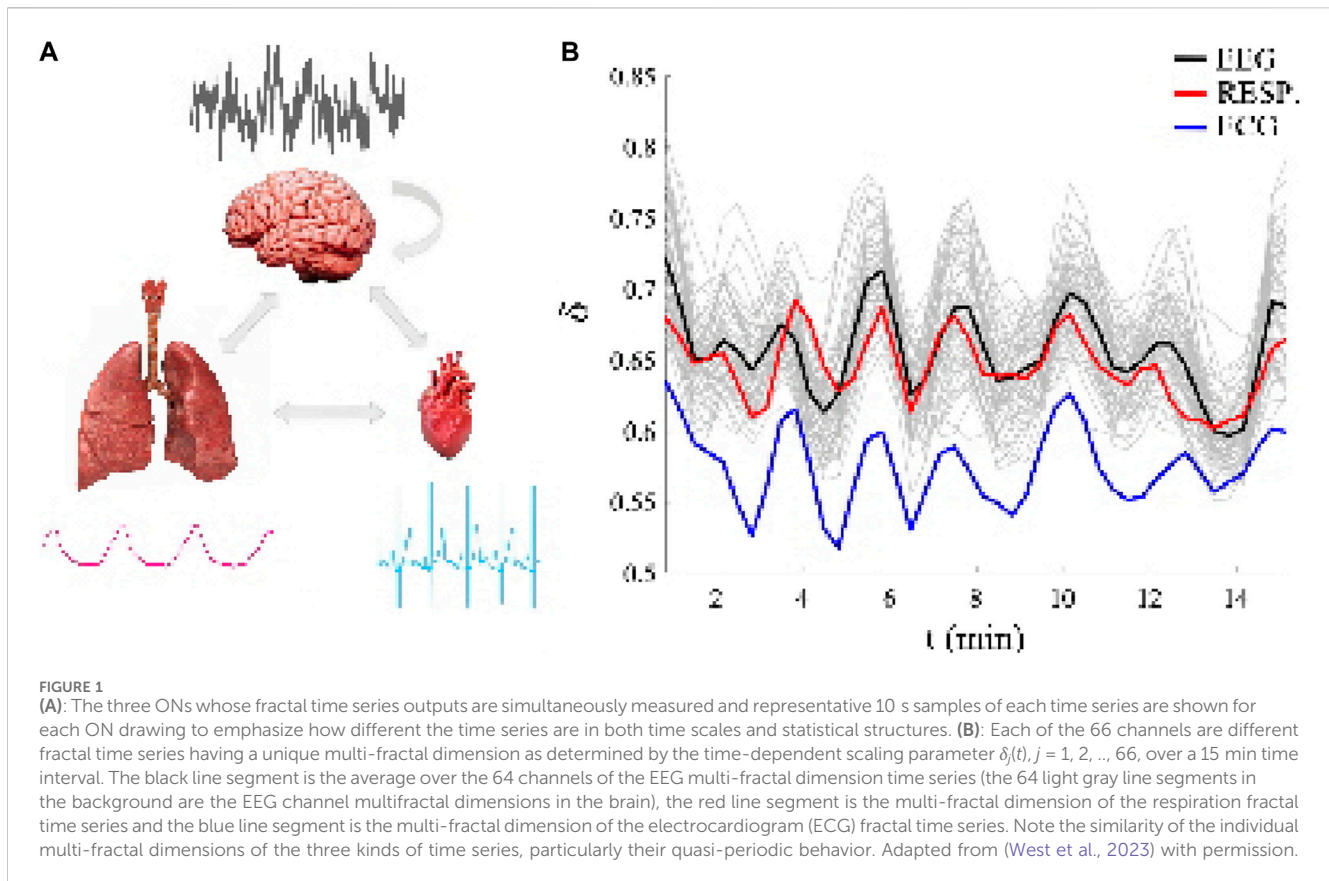 A
B
EEG
RESP.
ECG
0.85
0.8
0.75
0.7
0.65
0.6
0.55
0.5
δ
2
4
6
8
10
12
14
t (min)
FIGURE 1
(A): The three ONs whose fractal time series outputs are simultaneously measured and representative 10 s samples of each time series are shown for
each ON drawing to emphasize how different the time series are in both time scales and statistical structures. (B): Each of the 66 channels are different
fractal time series having a unique multi-fractal dimension as determined by the time-dependent scaling parameter δj(t), j = 1, 2, .., 66, over a 15 min time
interval. The black line segment is the average over the 64 channels of the EEG multi-fractal dimension time series (the 64 light gray line segments in
the background are the EEG channel multifractal dimensions in the brain), the red line segment is the multi-fractal dimension of the respiration fractal
time series and the blue line segment is the multi-fractal dimension of the electrocardiogram (ECG) fractal time series. Note the similarity of the individual
multi-fractal dimensions of the three kinds of time series, particularly their quasi-periodic behavior. Adapted from (West et al., 2023) with permission.